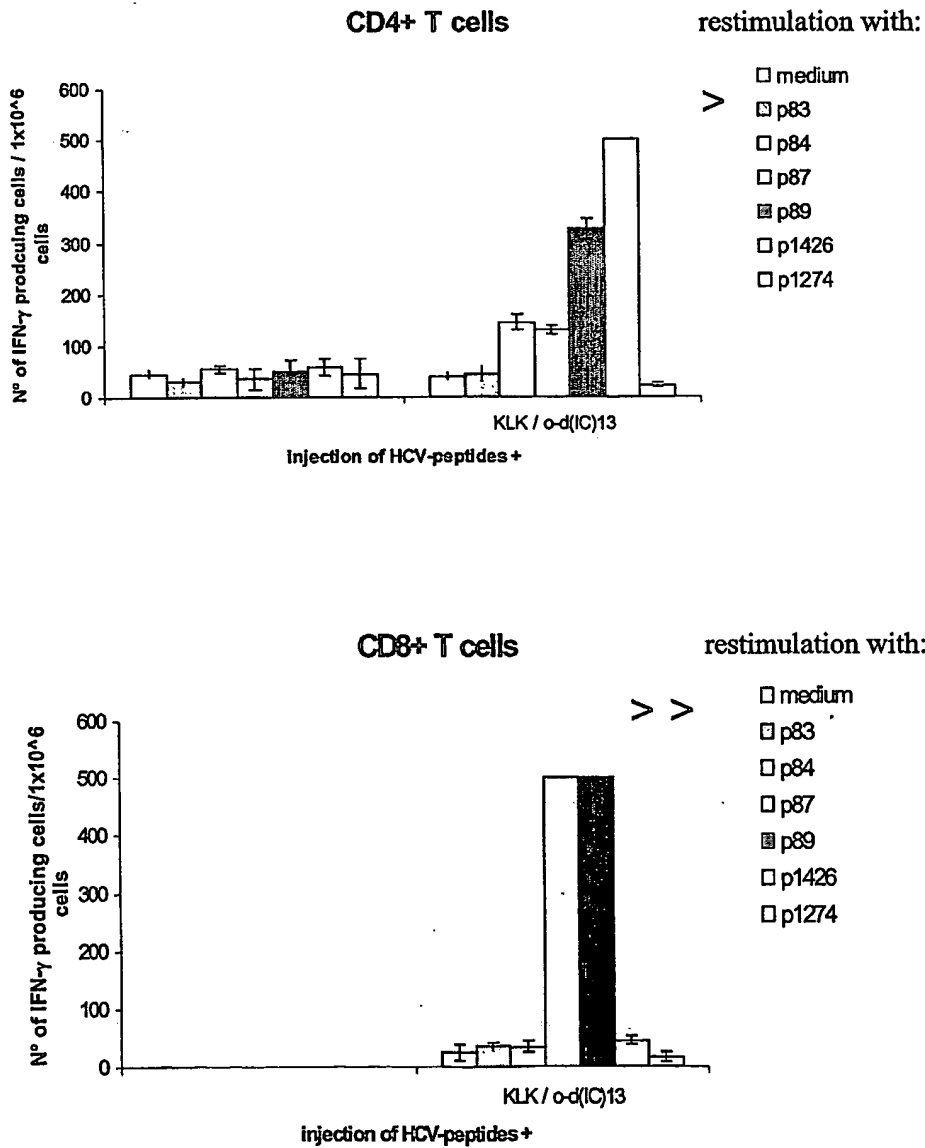 CD4+ T cells
restimulation with:
N° of IFN-γ prodcuing cells / 1x10^6
cells
600
500
400
300
200
100
0
>
medium
p83
p84
p87
p89
p1426
p1274
KLK / o-d(IC)13
injection of HCV-peptides +
CD8+ T cells
restimulation with:
N° of IFN-γ producing cells/1x10^6
cells
600
500
400
300
200
100
0
> >
medium
p83
p84
p87
p89
p1426
p1274
KLK / o-d(IC)13
injection of HCV-peptides +